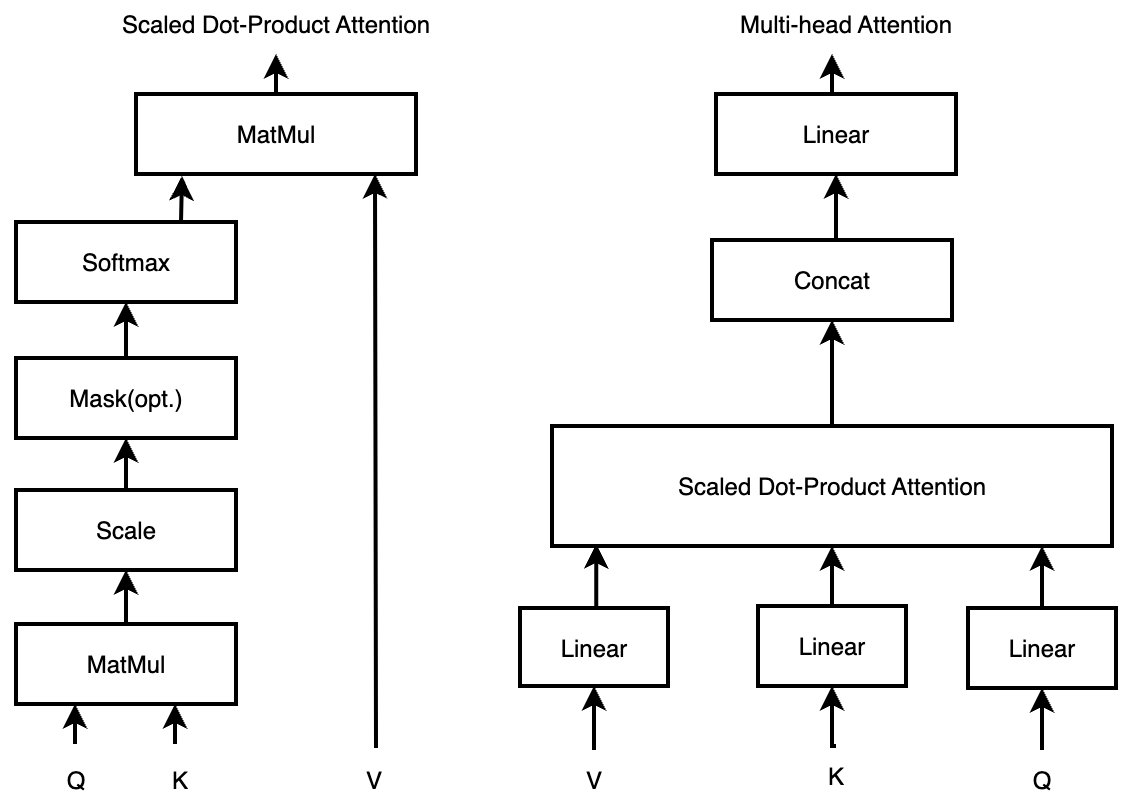 Scaled Dot-Product Attention
MatMul
Softmax
Mask(opt.)
Scale
MatMul
Q
K
V
Multi-head Attention
Linear
Concat
Scaled Dot-Product Attention
Linear
Linear
Linear
V
K
Q